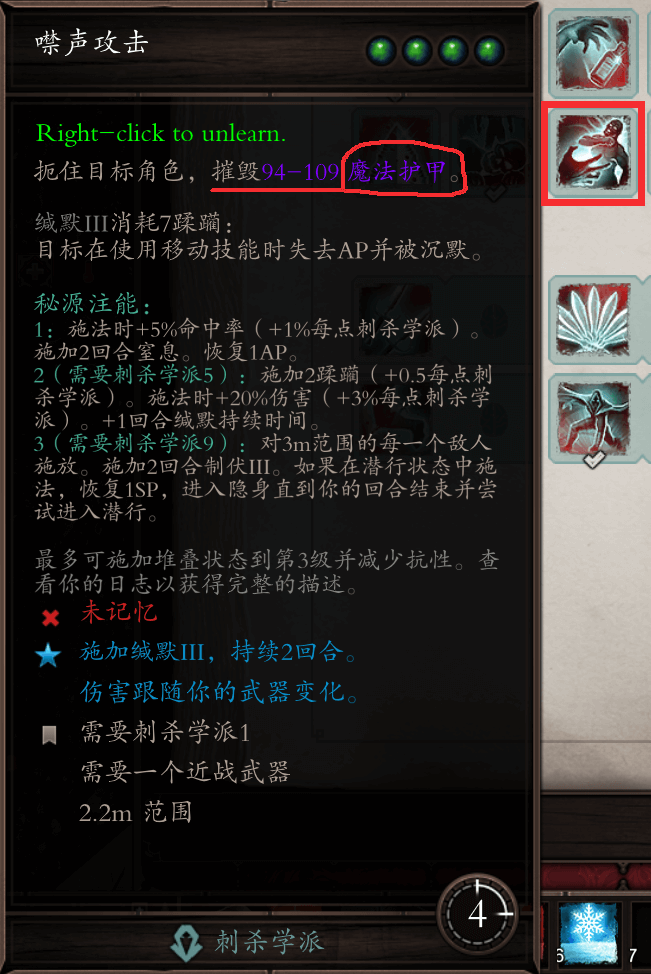 噤声攻击
Right-click to unlearn.
扼住目标角色，摧毁94-109 魔法护甲。
缄默III消耗7蹂躏：
目标在使用移动技能时失去AP并被沉默。
秘源注能：
1：施法时+5%命中率（+1%每点刺杀学派）。
施加2回合窒息。恢复1AP。
2（需要刺杀学派5）：施加2蹂躏（+0.5每点刺
杀学派）。施法时+20%伤害（+3%每点刺杀学
派）。+1回合缄默持续时间。
3（需要刺杀学派9）：对3m范围的每一个敌人
施放。施加2回合制伏III。如果在潜行状态中施
法，恢复1SP，进入隐身直到你的回合结束并尝
试进入潜行。
最多可施加堆叠状态到第3级并减少抗性。查
看你的日志以获得完整的描述。
未记忆
施加缄默III，持续2回合。
伤害跟随你的武器变化。
需要刺杀学派1
需要一个近战武器
2.2m 范围
4
刺杀学派
6
7